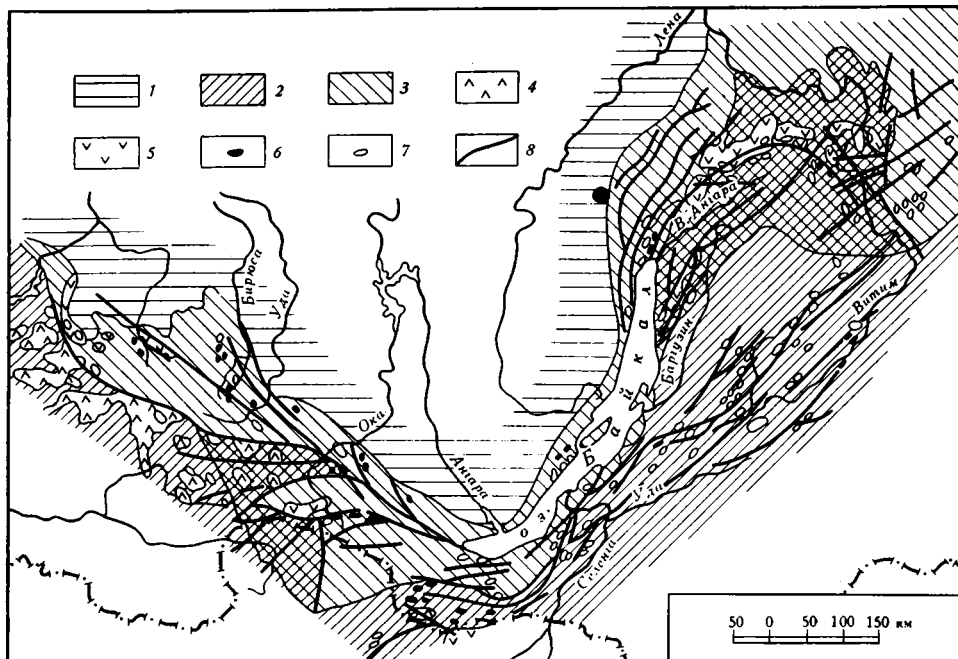 1 2 3 4
5 6 7 8
Лена
В. Ангара
Бирюса
Уда
Витим
Баргузин
Ока
Ангара
оз. Байкал
Уда
Селенга
50 0 50 100 150 км